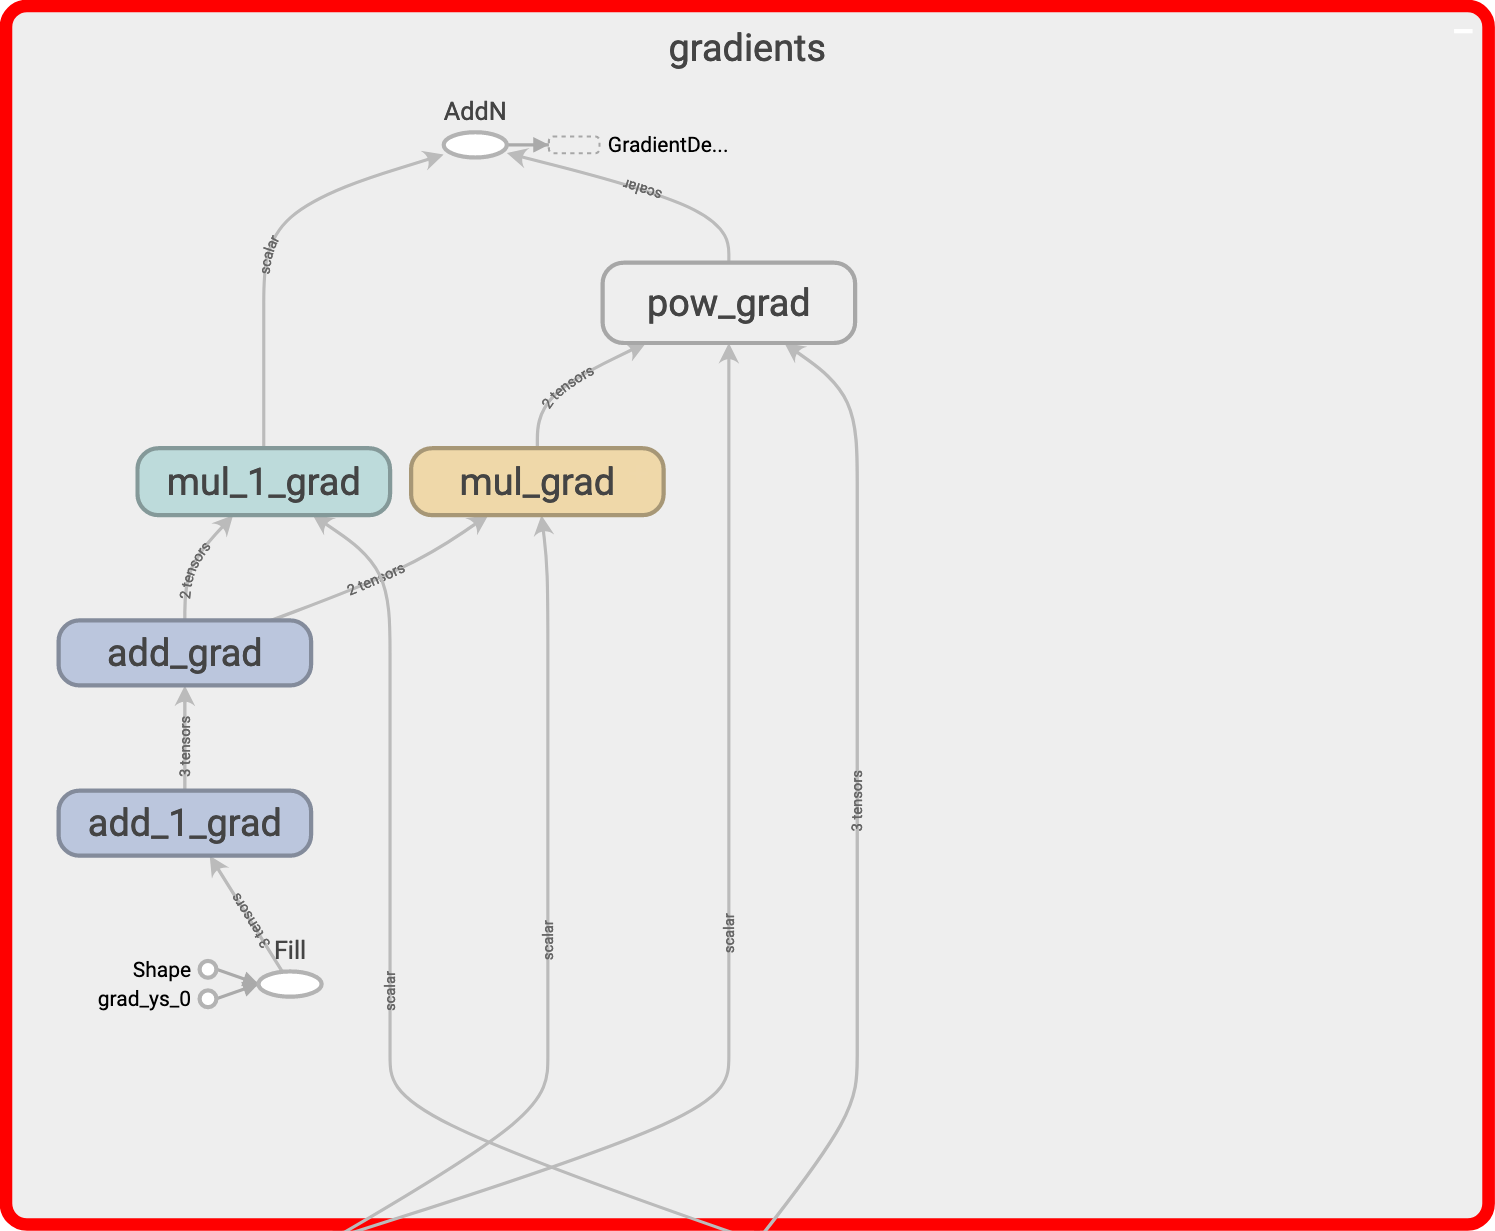 gradients
AddN
GradientDe...
scalar
scalar
pow_grad
2 tensors
mul_1_grad
mul_grad
2 tensors
2 tensors
add_grad
3 tensors
3 tensors
add_1_grad
3 tensors
scalar
scalar
Fill
Shape
scalar
grad_ys_0